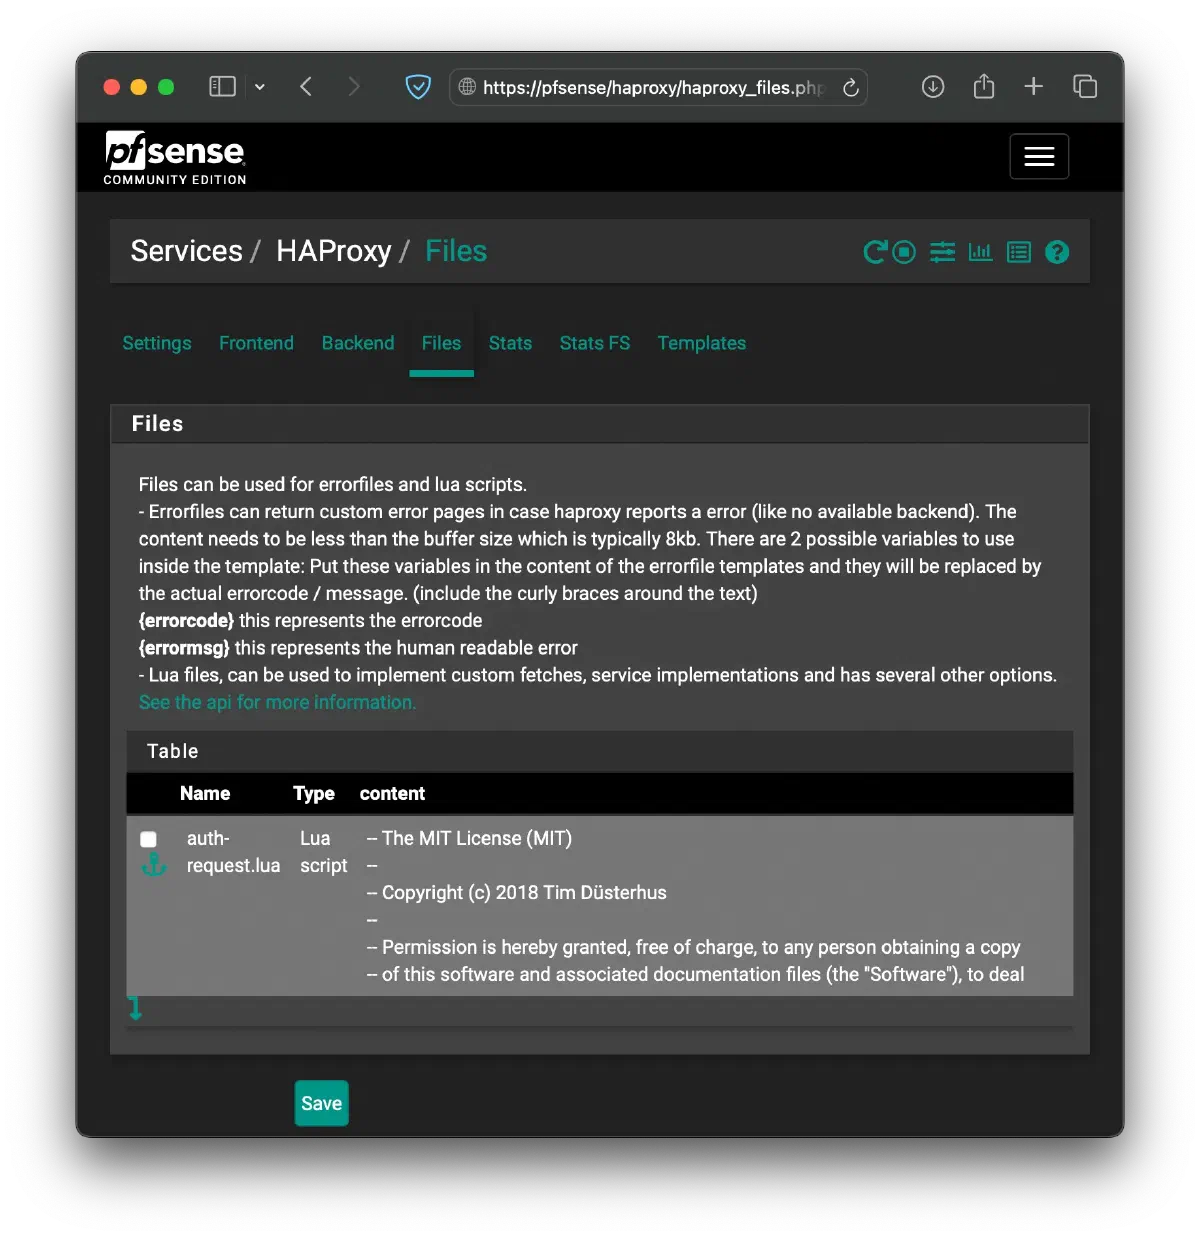 https://pfsense/haproxy/haproxy_files.php
pfsense
COMMUNITY EDITION
Services / HAProxy / Files
Settings Frontend Backend Files Stats Stats FS Templates
Files
Files can be used for errorfiles and lua scripts.
- Errorfiles can return custom error pages in case haproxy reports a error (like no available backend). The
content needs to be less than the buffer size which is typically 8kb. There are 2 possible variables to use
inside the template: Put these variables in the content of the errorfile templates and they will be replaced by
the actual errorcode / message. (include the curly braces around the text)
{errorcode} this represents the errorcode
{errormsg} this represents the human readable error
- Lua files, can be used to implement custom fetches, service implementations and has several other options.
See the api for more information.
Table
Name Type content
auth- Lua -- The MIT License (MIT)
request.lua script --
-- Copyright (c) 2018 Tim Düsterhus
--
-- Permission is hereby granted, free of charge, to any person obtaining a copy
-- of this software and associated documentation files (the "Software"), to deal
Save